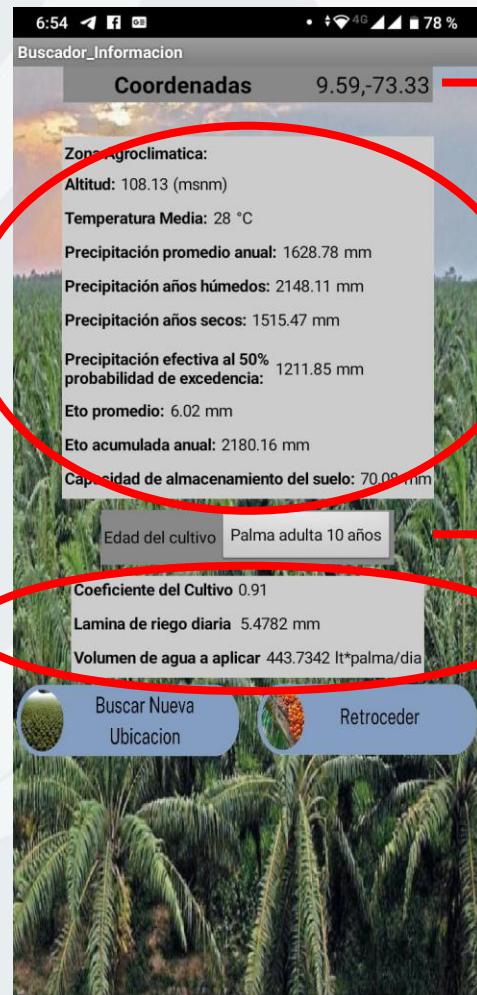 6:54 4G 78 %
Buscador_Informacion
Coordenadas 9.59,-73.33
Zona Agroclimatica:
Altitud: 108.13 (msnm)
Temperatura Media: 28 °C
Precipitación promedio anual: 1628.78 mm
Precipitación años húmedos: 2148.11 mm
Precipitación años secos: 1515.47 mm
Precipitación efectiva al 50%
probabilidad de excedencia: 1211.85 mm
Eto promedio: 6.02 mm
Eto acumulada anual: 2180.16 mm
Capacidad de almacenamiento del suelo: 70.08 mm
Edad del cultivo Palma adulta 10 años
Coeficiente del Cultivo 0.91
Lamina de riego diaria 5.4782 mm
Volumen de agua a aplicar 443.7342 lt*palma/dia
Buscar Nueva
Ubicacion
Retroceder